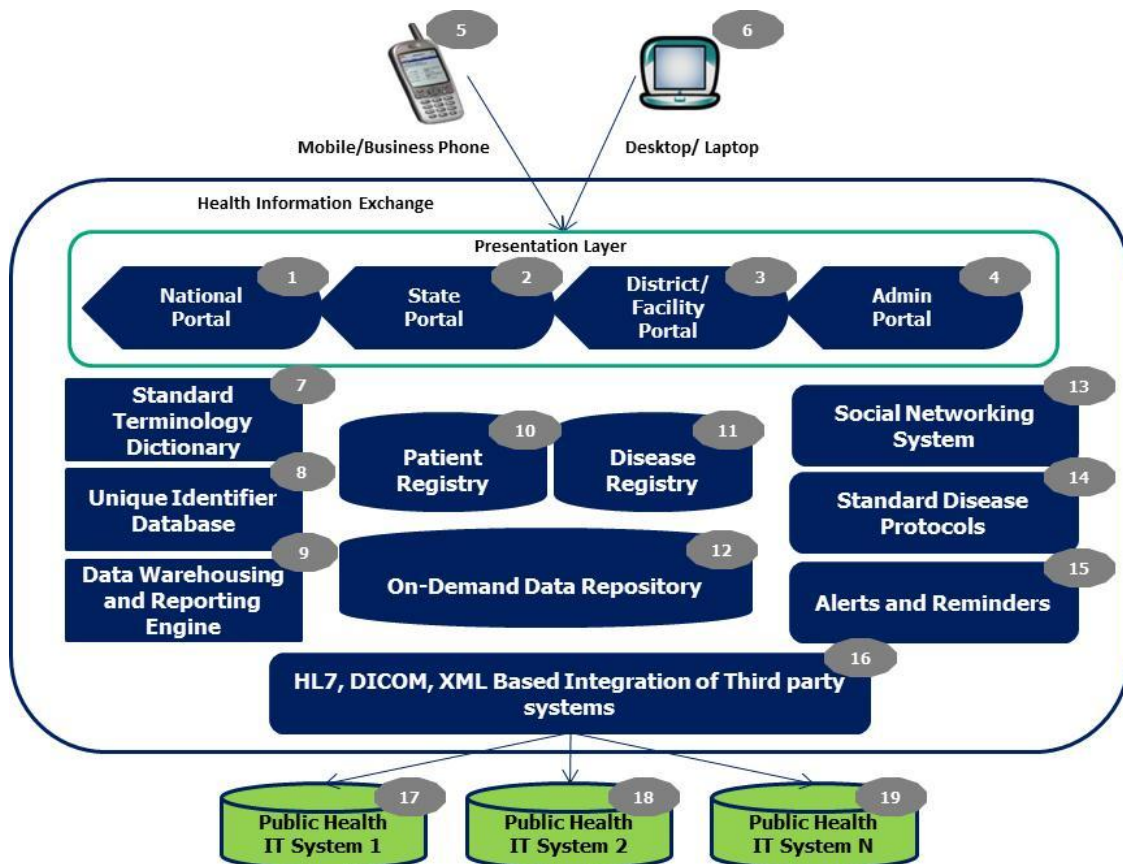 5
6
Mobile/Business Phone
Desktop/ Laptop
Health Information Exchange
Presentation Layer
1
National
Portal
2
State
Portal
3
District/
Facility
Portal
4
Admin
Portal
7
Standard
Terminology
Dictionary
8
Unique Identifier
Database
9
Data Warehousing
and Reporting
Engine
10
Patient
Registry
11
Disease
Registry
12
On-Demand Data Repository
13
Social Networking
System
14
Standard Disease
Protocols
15
Alerts and Reminders
16
HL7, DICOM, XML Based Integration of Third party
systems
17
Public Health
IT System 1
18
Public Health
IT System 2
19
Public Health
IT System N